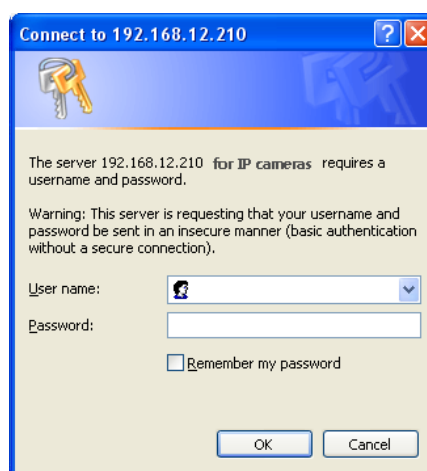 Connect to 192.168.12.210
The server 192.168.12.210 for IP cameras requires a
username and password.
Warning: This server is requesting that your username and
password be sent in an insecure manner (basic authentication
without a secure connection).
User name:
Password:
Remember my password
OK Cancel